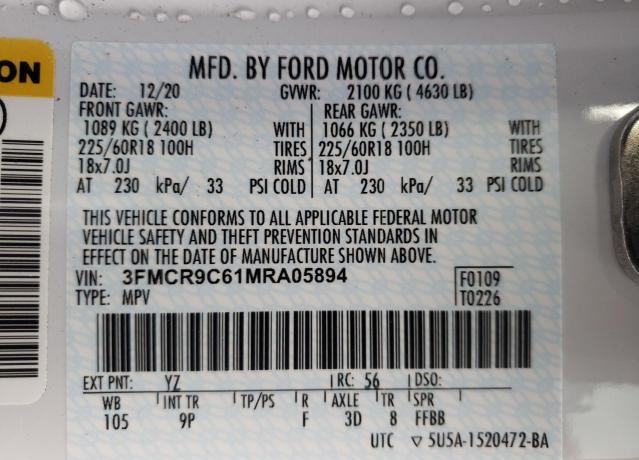 ON
MFD. BY FORD MOTOR CO.
DATE: 12/20 GVWR: 2100 KG ( 4630 LB)
FRONT GAWR: REAR GAWR:
1089 KG ( 2400 LB) WITH 1066 KG ( 2350 LB) WITH
225/60R18 100H TIRES 225/60R18 100H TIRES
18x7.0J RIMS 18x7.0J RIMS
AT 230 kPa/ 33 PSI COLD AT 230 kPa/ 33 PSI COLD
THIS VEHICLE CONFORMS TO ALL APPLICABLE FEDERAL MOTOR
VEHICLE SAFETY AND THEFT PREVENTION STANDARDS IN
EFFECT ON THE DATE OF MANUFACTURE SHOWN ABOVE.
VIN: 3FMCR9C61MRA05894 F0109
TYPE: MPV T0226
EXT PNT: YZ RC: 56 DSO:
WB INT TR TP/PS R AXLE TR SPR
105 9P F 3D 8 FFBB
UTC ▽ 5U5A-1520472-BA